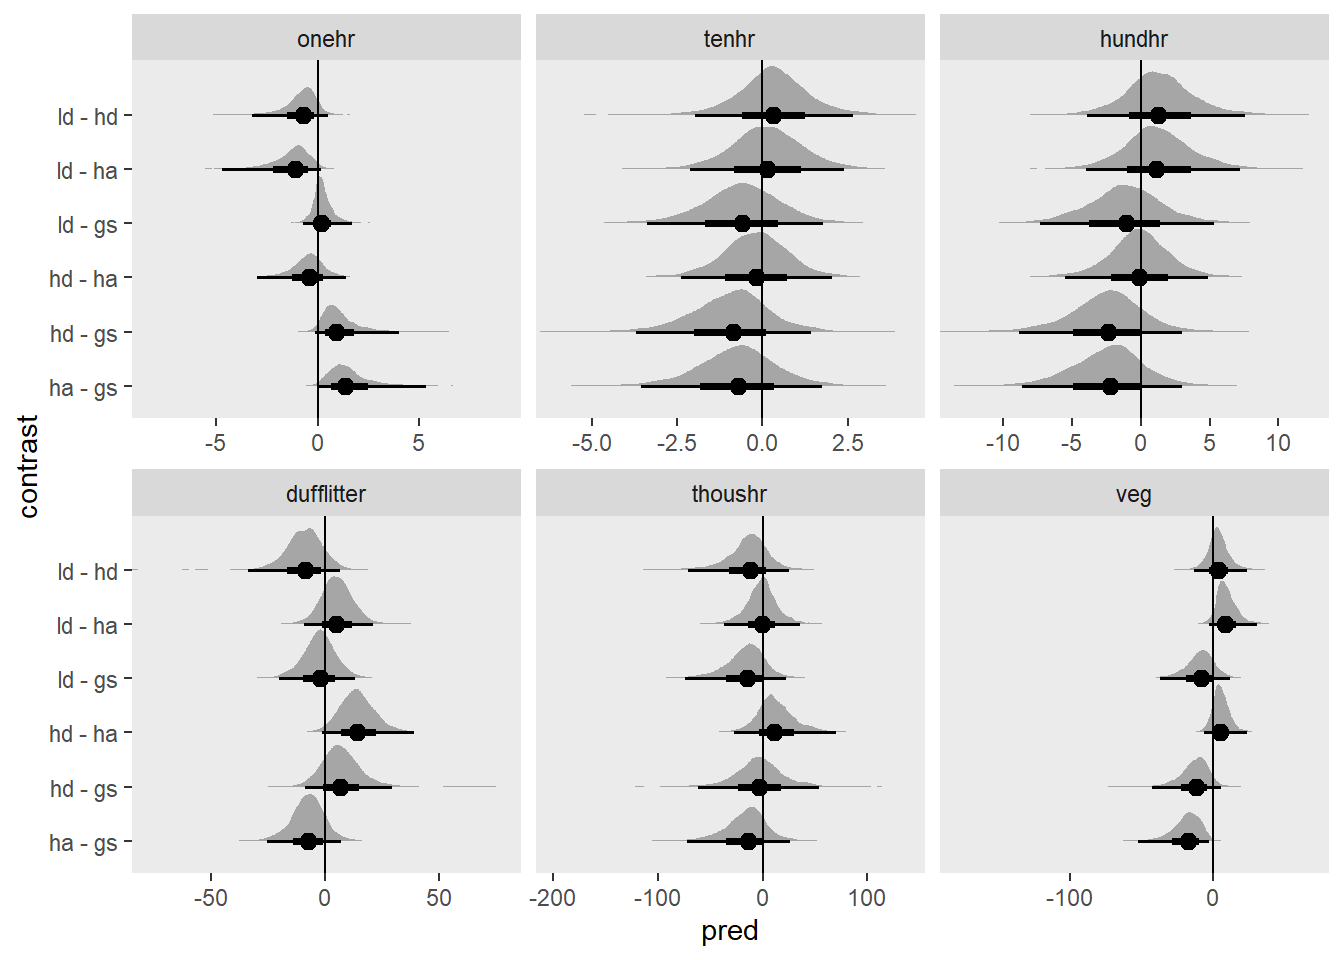 onehr
tenhr
hundhr
ld - hd
ld - ha
ld - gs
hd - ha
hd - gs
ha - gs
-5 0 5
-5.0 -2.5 0.0 2.5
-10 -5 0 5 10
contrast
dufflitter
thoushr
veg
ld - hd
ld - ha
ld - gs
hd - ha
hd - gs
ha - gs
-50 0 50
-200 -100 0 100
-100 0
pred